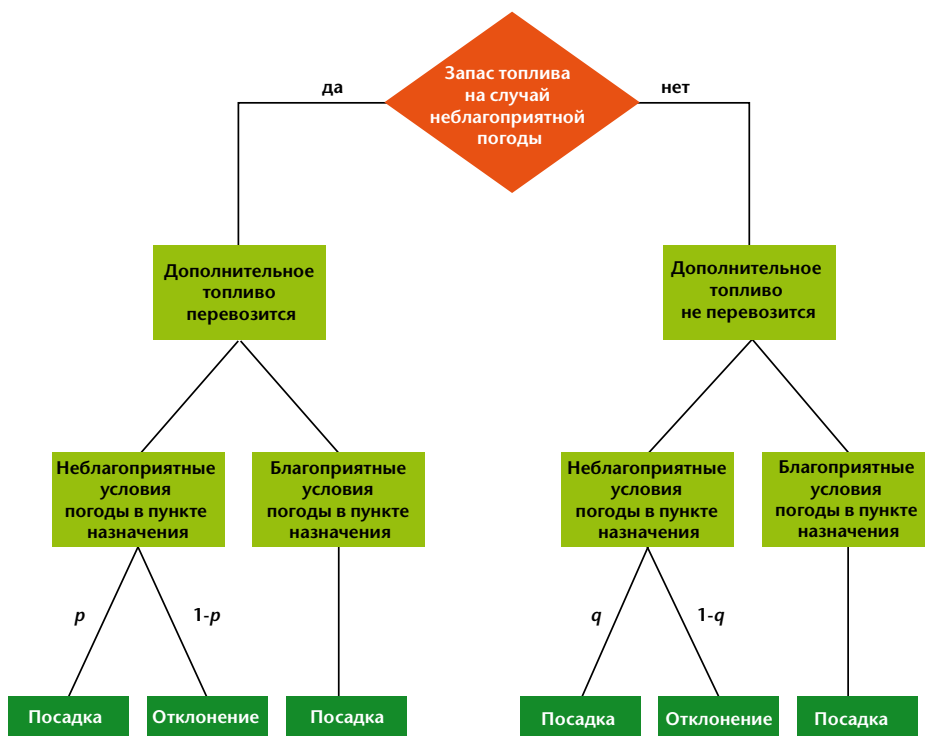 Запас топлива
на случай
неблагоприятной
погоды
да
нет
Дополнительное
топливо
перевозится
Дополнительное
топливо
не перевозится
Неблагоприятные
условия
погоды в пункте
назначения
Благоприятные
условия
погоды в пункте
назначения
Неблагоприятные
условия
погоды в пункте
назначения
Благоприятные
условия
погоды в пункте
назначения
p
1-p
q
1-q
Посадка
Отклонение
Посадка
Посадка
Отклонение
Посадка